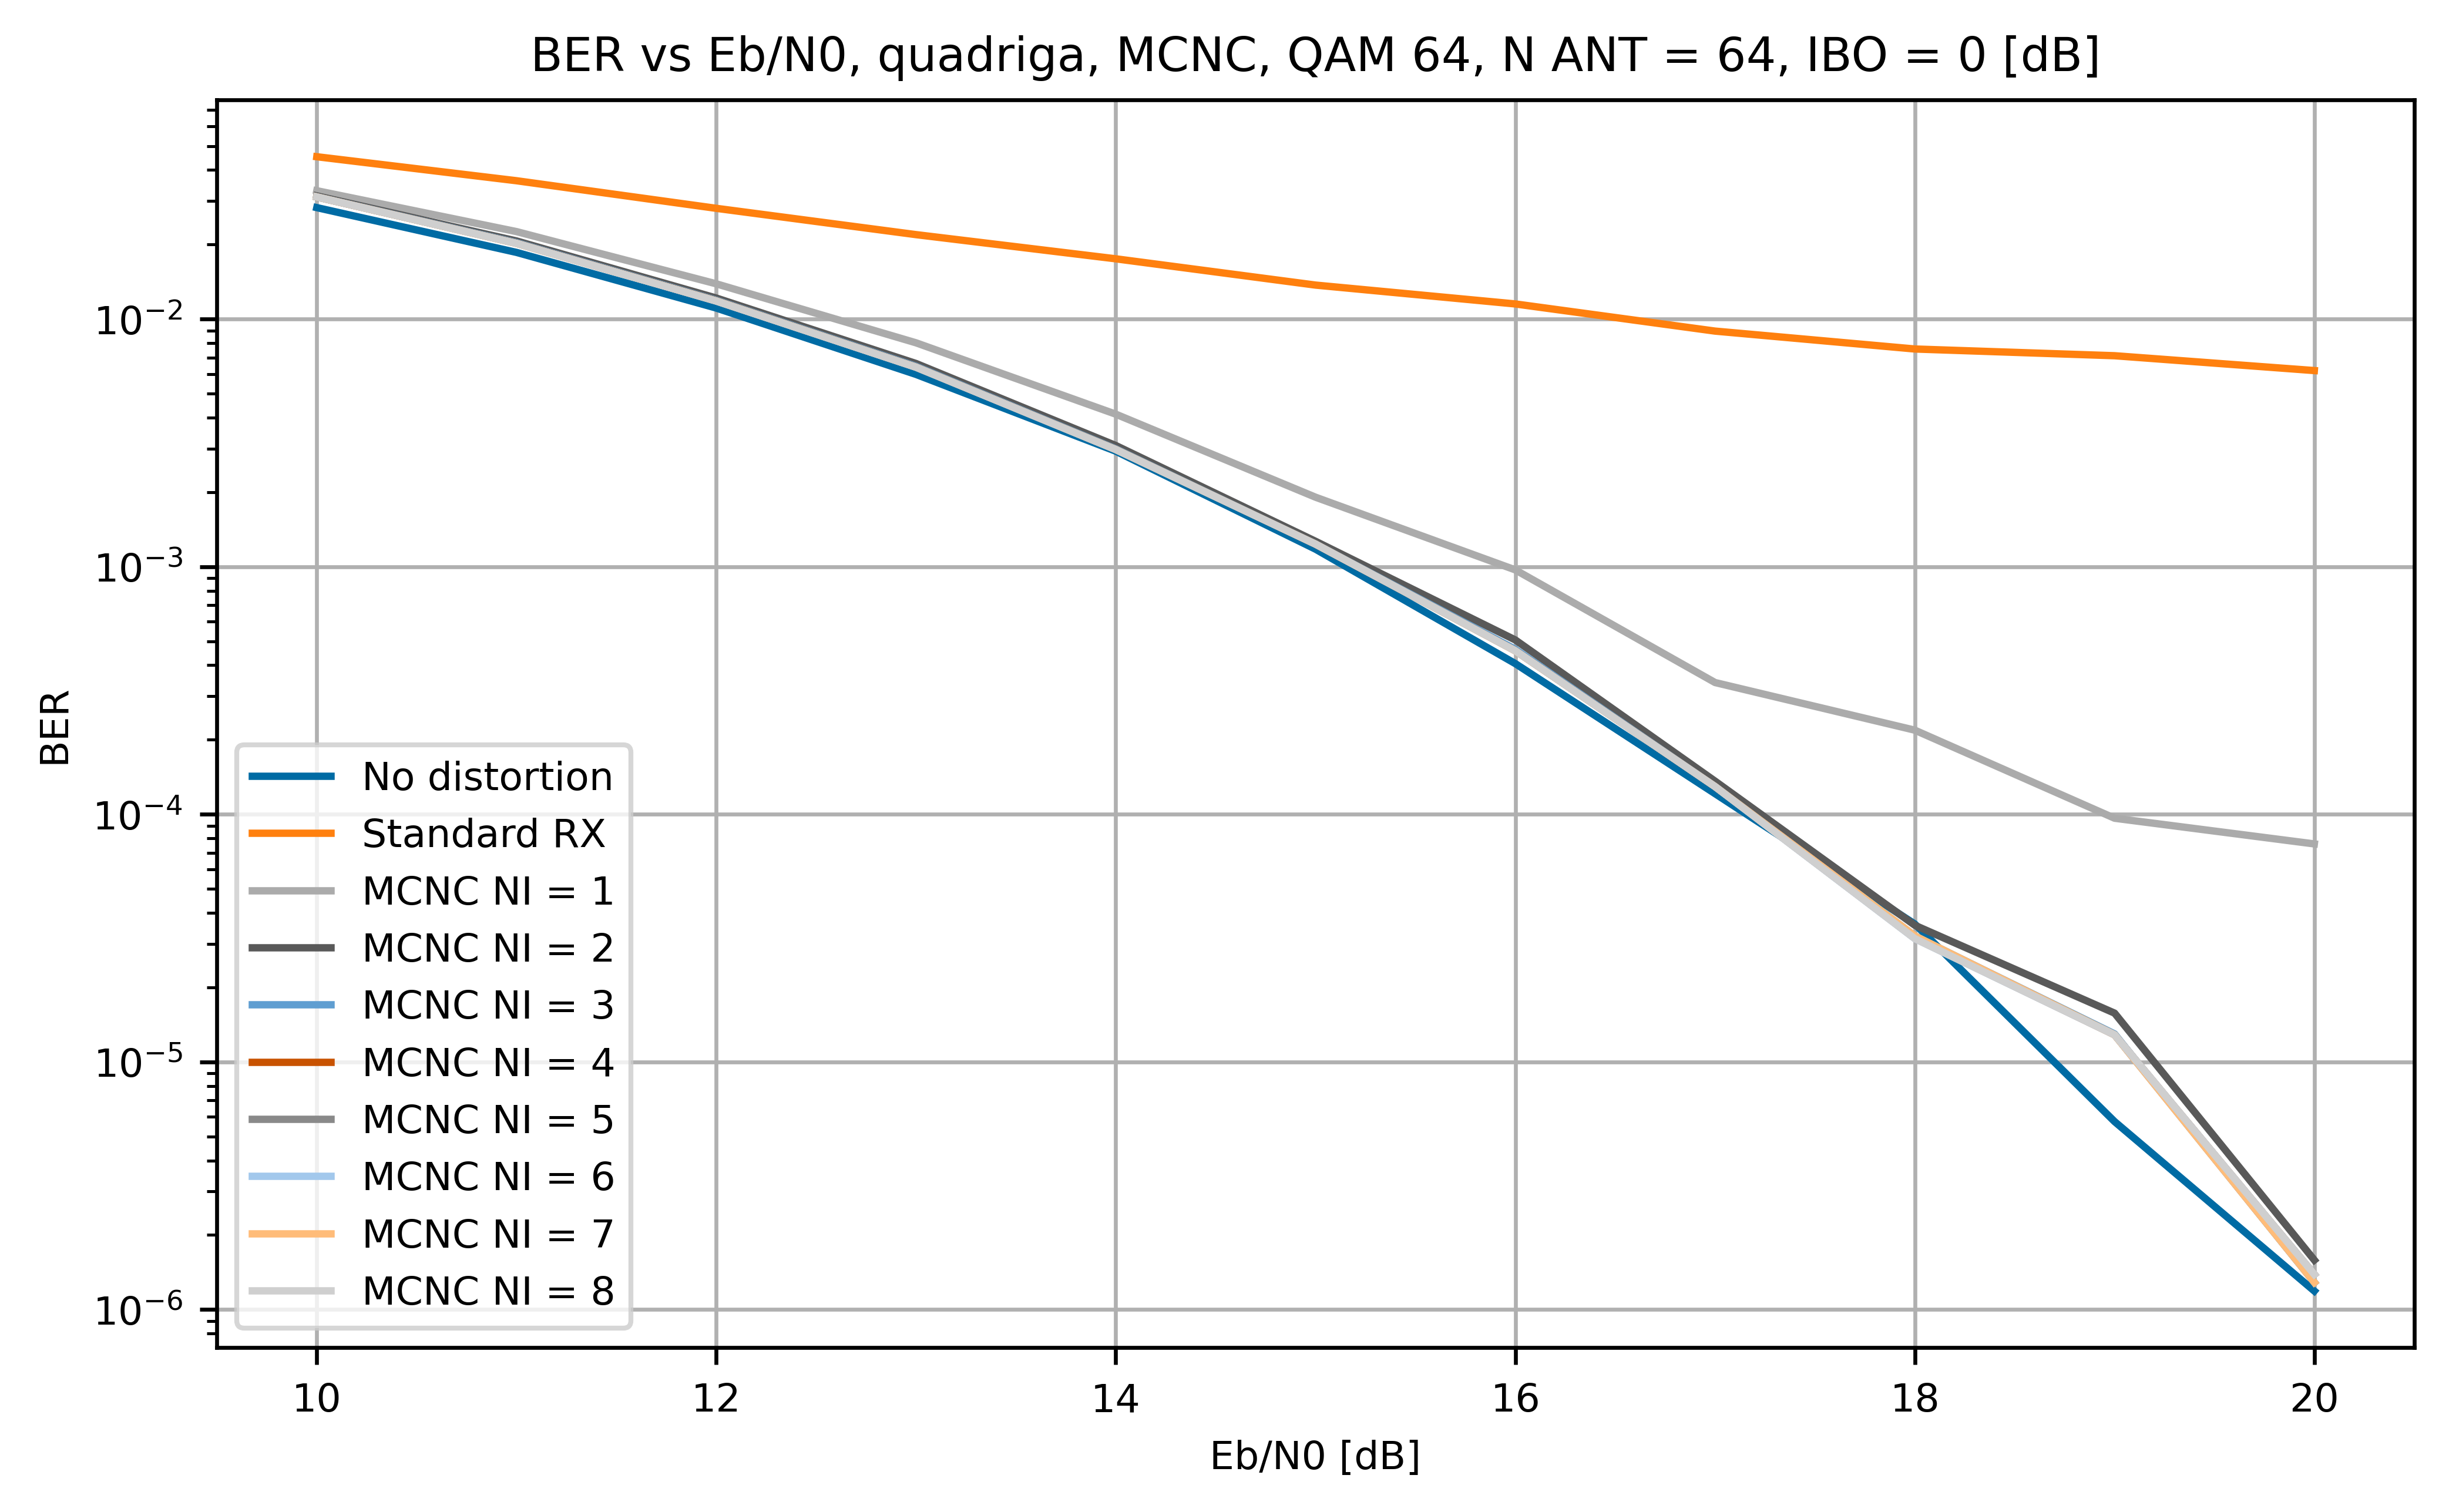 BER vs Eb/N0, quadriga, MCNC, QAM 64, N ANT = 64, IBO = 0 [dB]
BER
10⁻²
10⁻³
10⁻⁴
10⁻⁵
10⁻⁶
No distortion
Standard RX
MCNC NI = 1
MCNC NI = 2
MCNC NI = 3
MCNC NI = 4
MCNC NI = 5
MCNC NI = 6
MCNC NI = 7
MCNC NI = 8
10 12 14 16 18 20
Eb/N0 [dB]